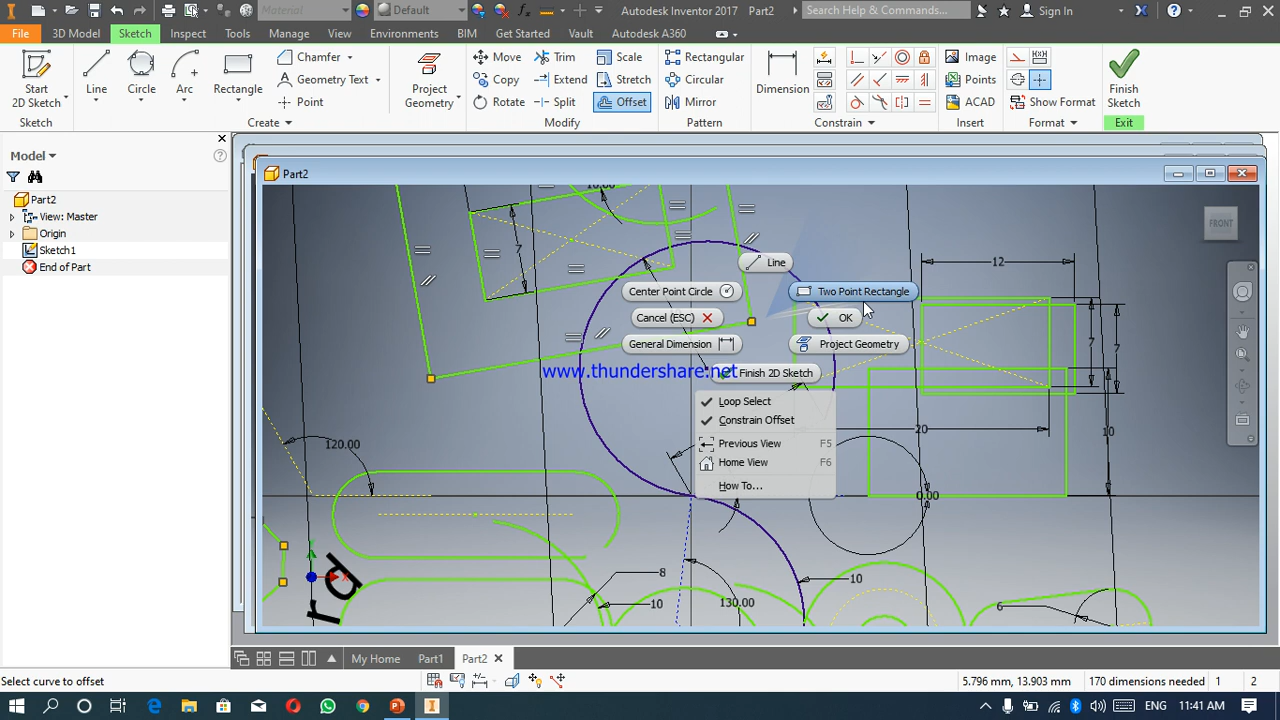 Material
Default
Autodesk Inventor 2017 Part2
Search Help & Commands...
Sign In
File 3D Model Sketch Inspect Tools Manage View Environments BIM Get Started Vault Autodesk A360
Start 2D Sketch
Line
Circle
Arc
Rectangle
Chamfer
Geometry Text
Point
Project Geometry
Move
Copy
Rotate
Trim
Extend
Split
Scale
Stretch
Offset
Rectangular
Circular
Mirror
Dimension
Image
Points
ACAD
Show Format
Finish Sketch
Sketch
Create
Modify
Pattern
Constrain
Insert
Format
Exit
Model
Part2
View: Master
Origin
Sketch1
End of Part
Part2
FRONT
10.00
7
12
7
7
20
10
120.00
0.00
8
10
10
130.00
6
rd
X
Y
Line
Center Point Circle
Two Point Rectangle
Cancel (ESC)
OK
General Dimension
Project Geometry
www.thundershare.net
Finish 2D Sketch
Loop Select
Constrain Offset
Previous View F5
Home View F6
How To...
My Home Part1 Part2
Select curve to offset
5.796 mm, 13.903 mm 170 dimensions needed 1 2
ENG 11:41 AM